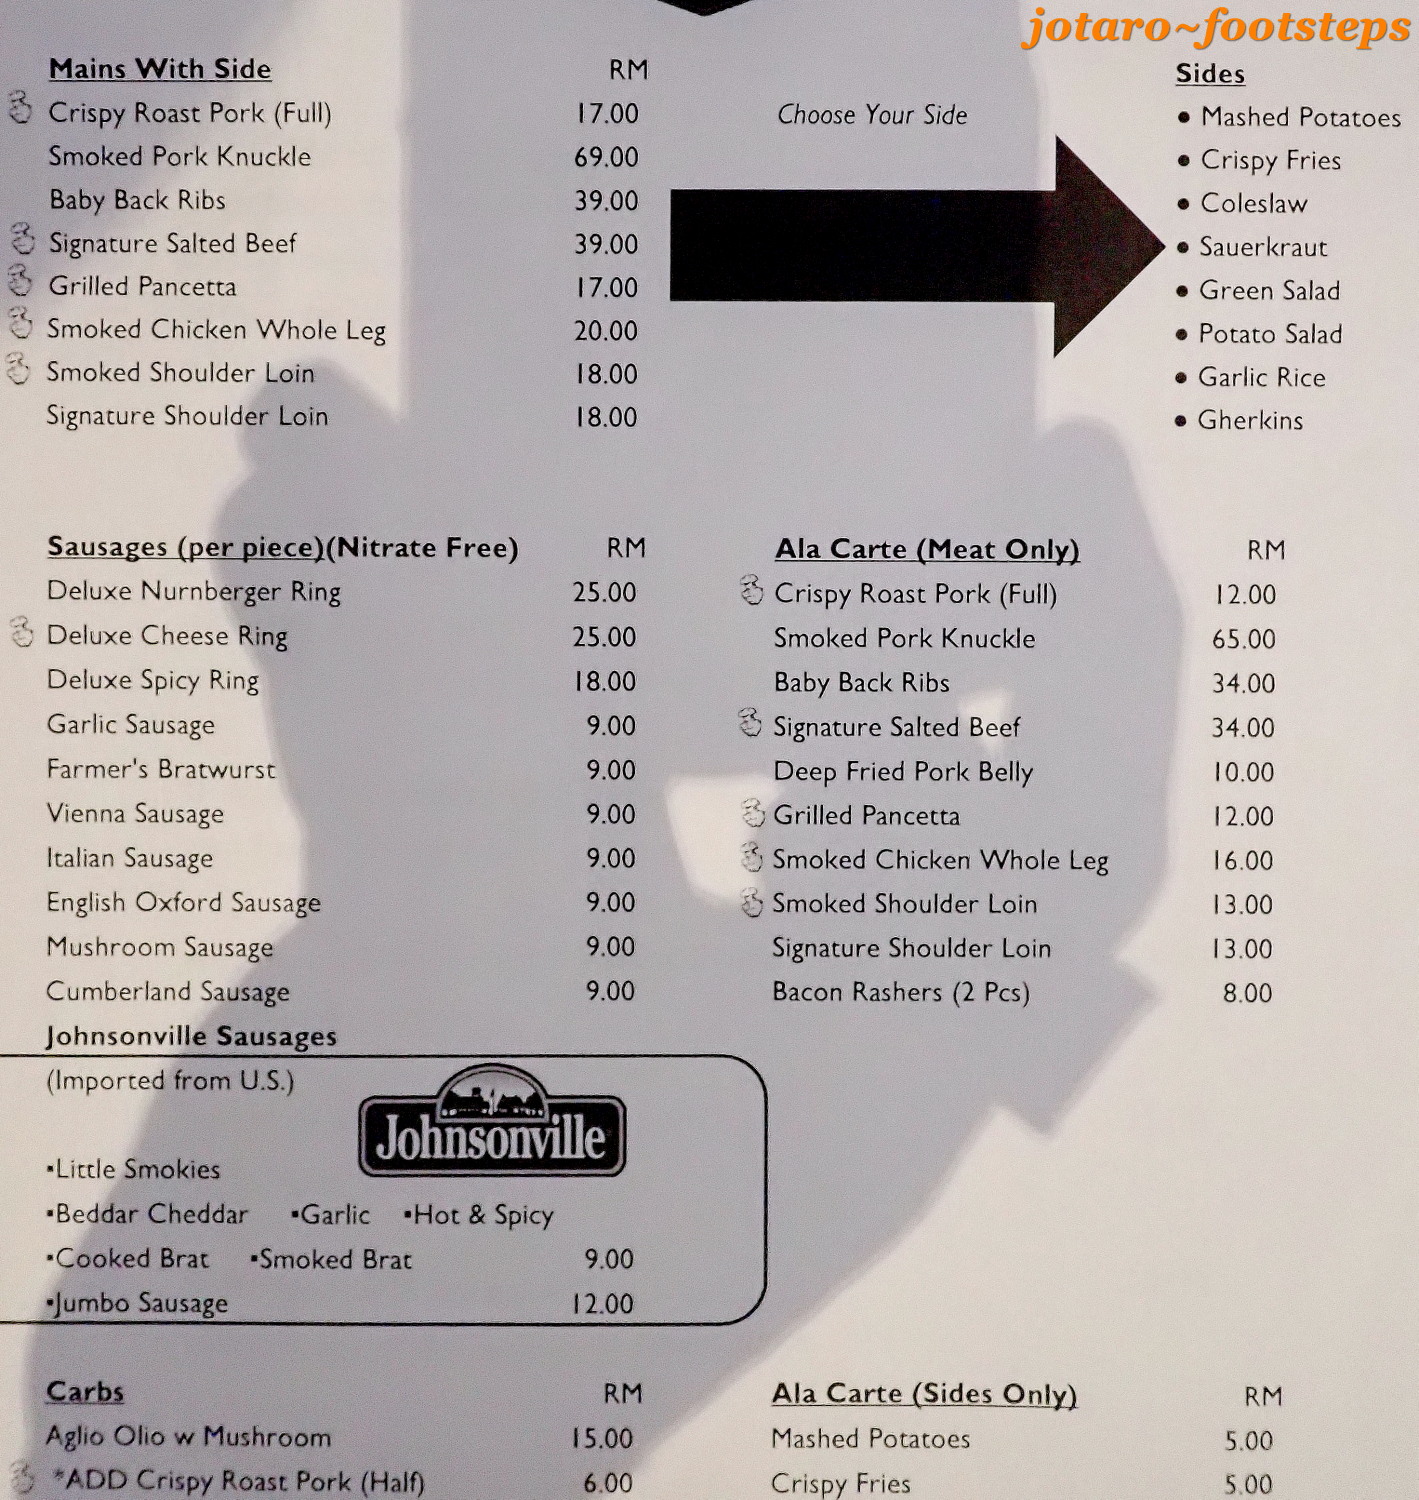 jotaro~footsteps
Mains With Side RM
Crispy Roast Pork (Full) 17.00
Smoked Pork Knuckle 69.00
Baby Back Ribs 39.00
Signature Salted Beef 39.00
Grilled Pancetta 17.00
Smoked Chicken Whole Leg 20.00
Smoked Shoulder Loin 18.00
Signature Shoulder Loin 18.00
Choose Your Side
Sides
• Mashed Potatoes
• Crispy Fries
• Coleslaw
• Sauerkraut
• Green Salad
• Potato Salad
• Garlic Rice
• Gherkins
Sausages (per piece)(Nitrate Free) RM
Deluxe Nurnberger Ring 25.00
Deluxe Cheese Ring 25.00
Deluxe Spicy Ring 18.00
Garlic Sausage 9.00
Farmer's Bratwurst 9.00
Vienna Sausage 9.00
Italian Sausage 9.00
English Oxford Sausage 9.00
Mushroom Sausage 9.00
Cumberland Sausage 9.00
Johnsonville Sausages
(Imported from U.S.)
Johnsonville
▪Little Smokies
▪Beddar Cheddar ▪Garlic ▪Hot & Spicy
▪Cooked Brat ▪Smoked Brat 9.00
▪Jumbo Sausage 12.00
Ala Carte (Meat Only) RM
Crispy Roast Pork (Full) 12.00
Smoked Pork Knuckle 65.00
Baby Back Ribs 34.00
Signature Salted Beef 34.00
Deep Fried Pork Belly 10.00
Grilled Pancetta 12.00
Smoked Chicken Whole Leg 16.00
Smoked Shoulder Loin 13.00
Signature Shoulder Loin 13.00
Bacon Rashers (2 Pcs) 8.00
Carbs RM
Aglio Olio w Mushroom 15.00
*ADD Crispy Roast Pork (Half) 6.00
Ala Carte (Sides Only) RM
Mashed Potatoes 5.00
Crispy Fries 5.00